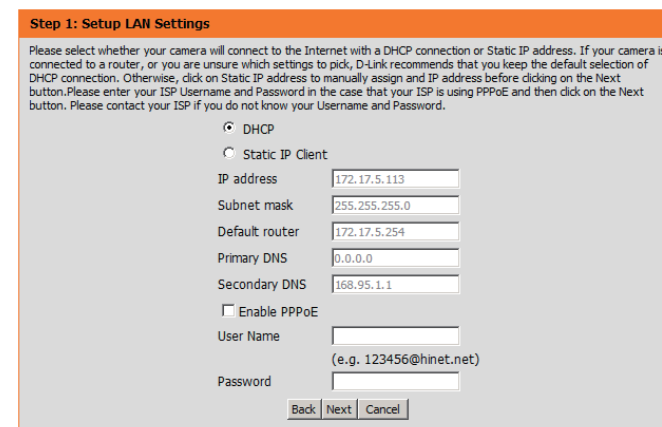 Step 1: Setup LAN Settings
Please select whether your camera will connect to the Internet with a DHCP connection or Static IP address. If your camera is
connected to a router, or you are unsure which settings to pick, D-Link recommends that you keep the default selection of
DHCP connection. Otherwise, click on Static IP address to manually assign and IP address before clicking on the Next
button.Please enter your ISP Username and Password in the case that your ISP is using PPPoE and then click on the Next
button. Please contact your ISP if you do not know your Username and Password.
DHCP
Static IP Client
IP address 172.17.5.113
Subnet mask 255.255.255.0
Default router 172.17.5.254
Primary DNS 0.0.0.0
Secondary DNS 168.95.1.1
Enable PPPoE
User Name
(e.g. 123456@hinet.net)
Password
Back Next Cancel